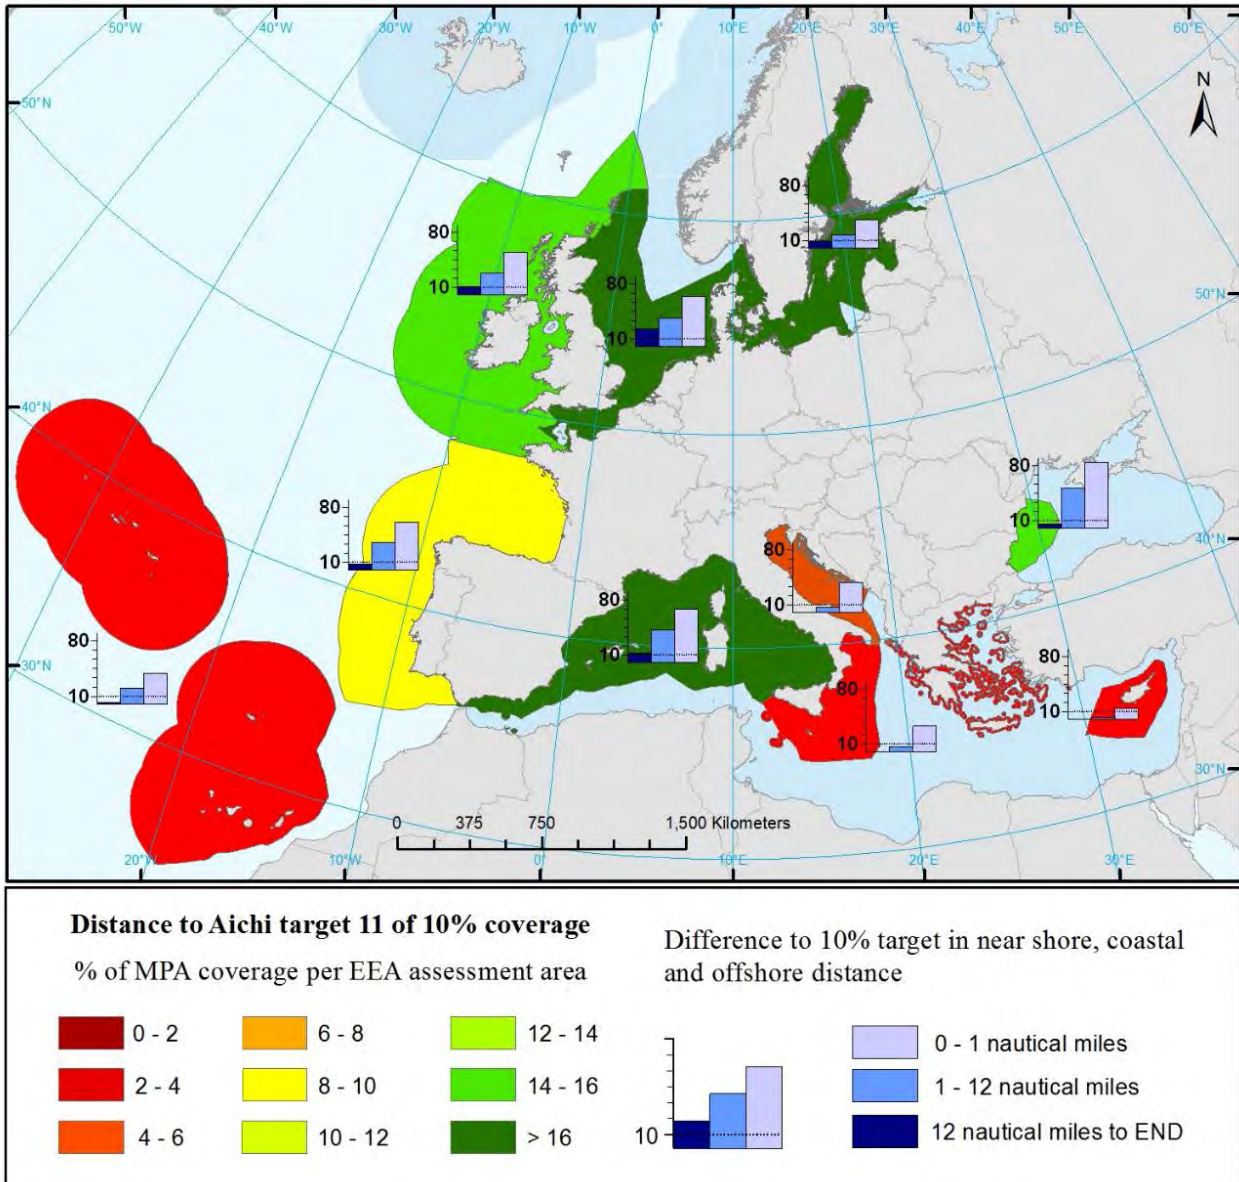 50°W 40°W 30°W 20°W 10°W 0° 10°E 20°E 30°E 40°E 50°E 60°E
N
50°N
50°N
40°N
40°N
30°N
30°N
80
10
80
10
80
10
80
10
80
10
80
10
80
10
80
10
80
10
80
10
0 375 750 1,500 Kilometers
20°W 10°W 0° 10°E 20°E 30°E
Distance to Aichi target 11 of 10% coverage
% of MPA coverage per EEA assessment area
0 - 2
2 - 4
4 - 6
6 - 8
8 - 10
10 - 12
12 - 14
14 - 16
> 16
Difference to 10% target in near shore, coastal
and offshore distance
10
0 - 1 nautical miles
1 - 12 nautical miles
12 nautical miles to END